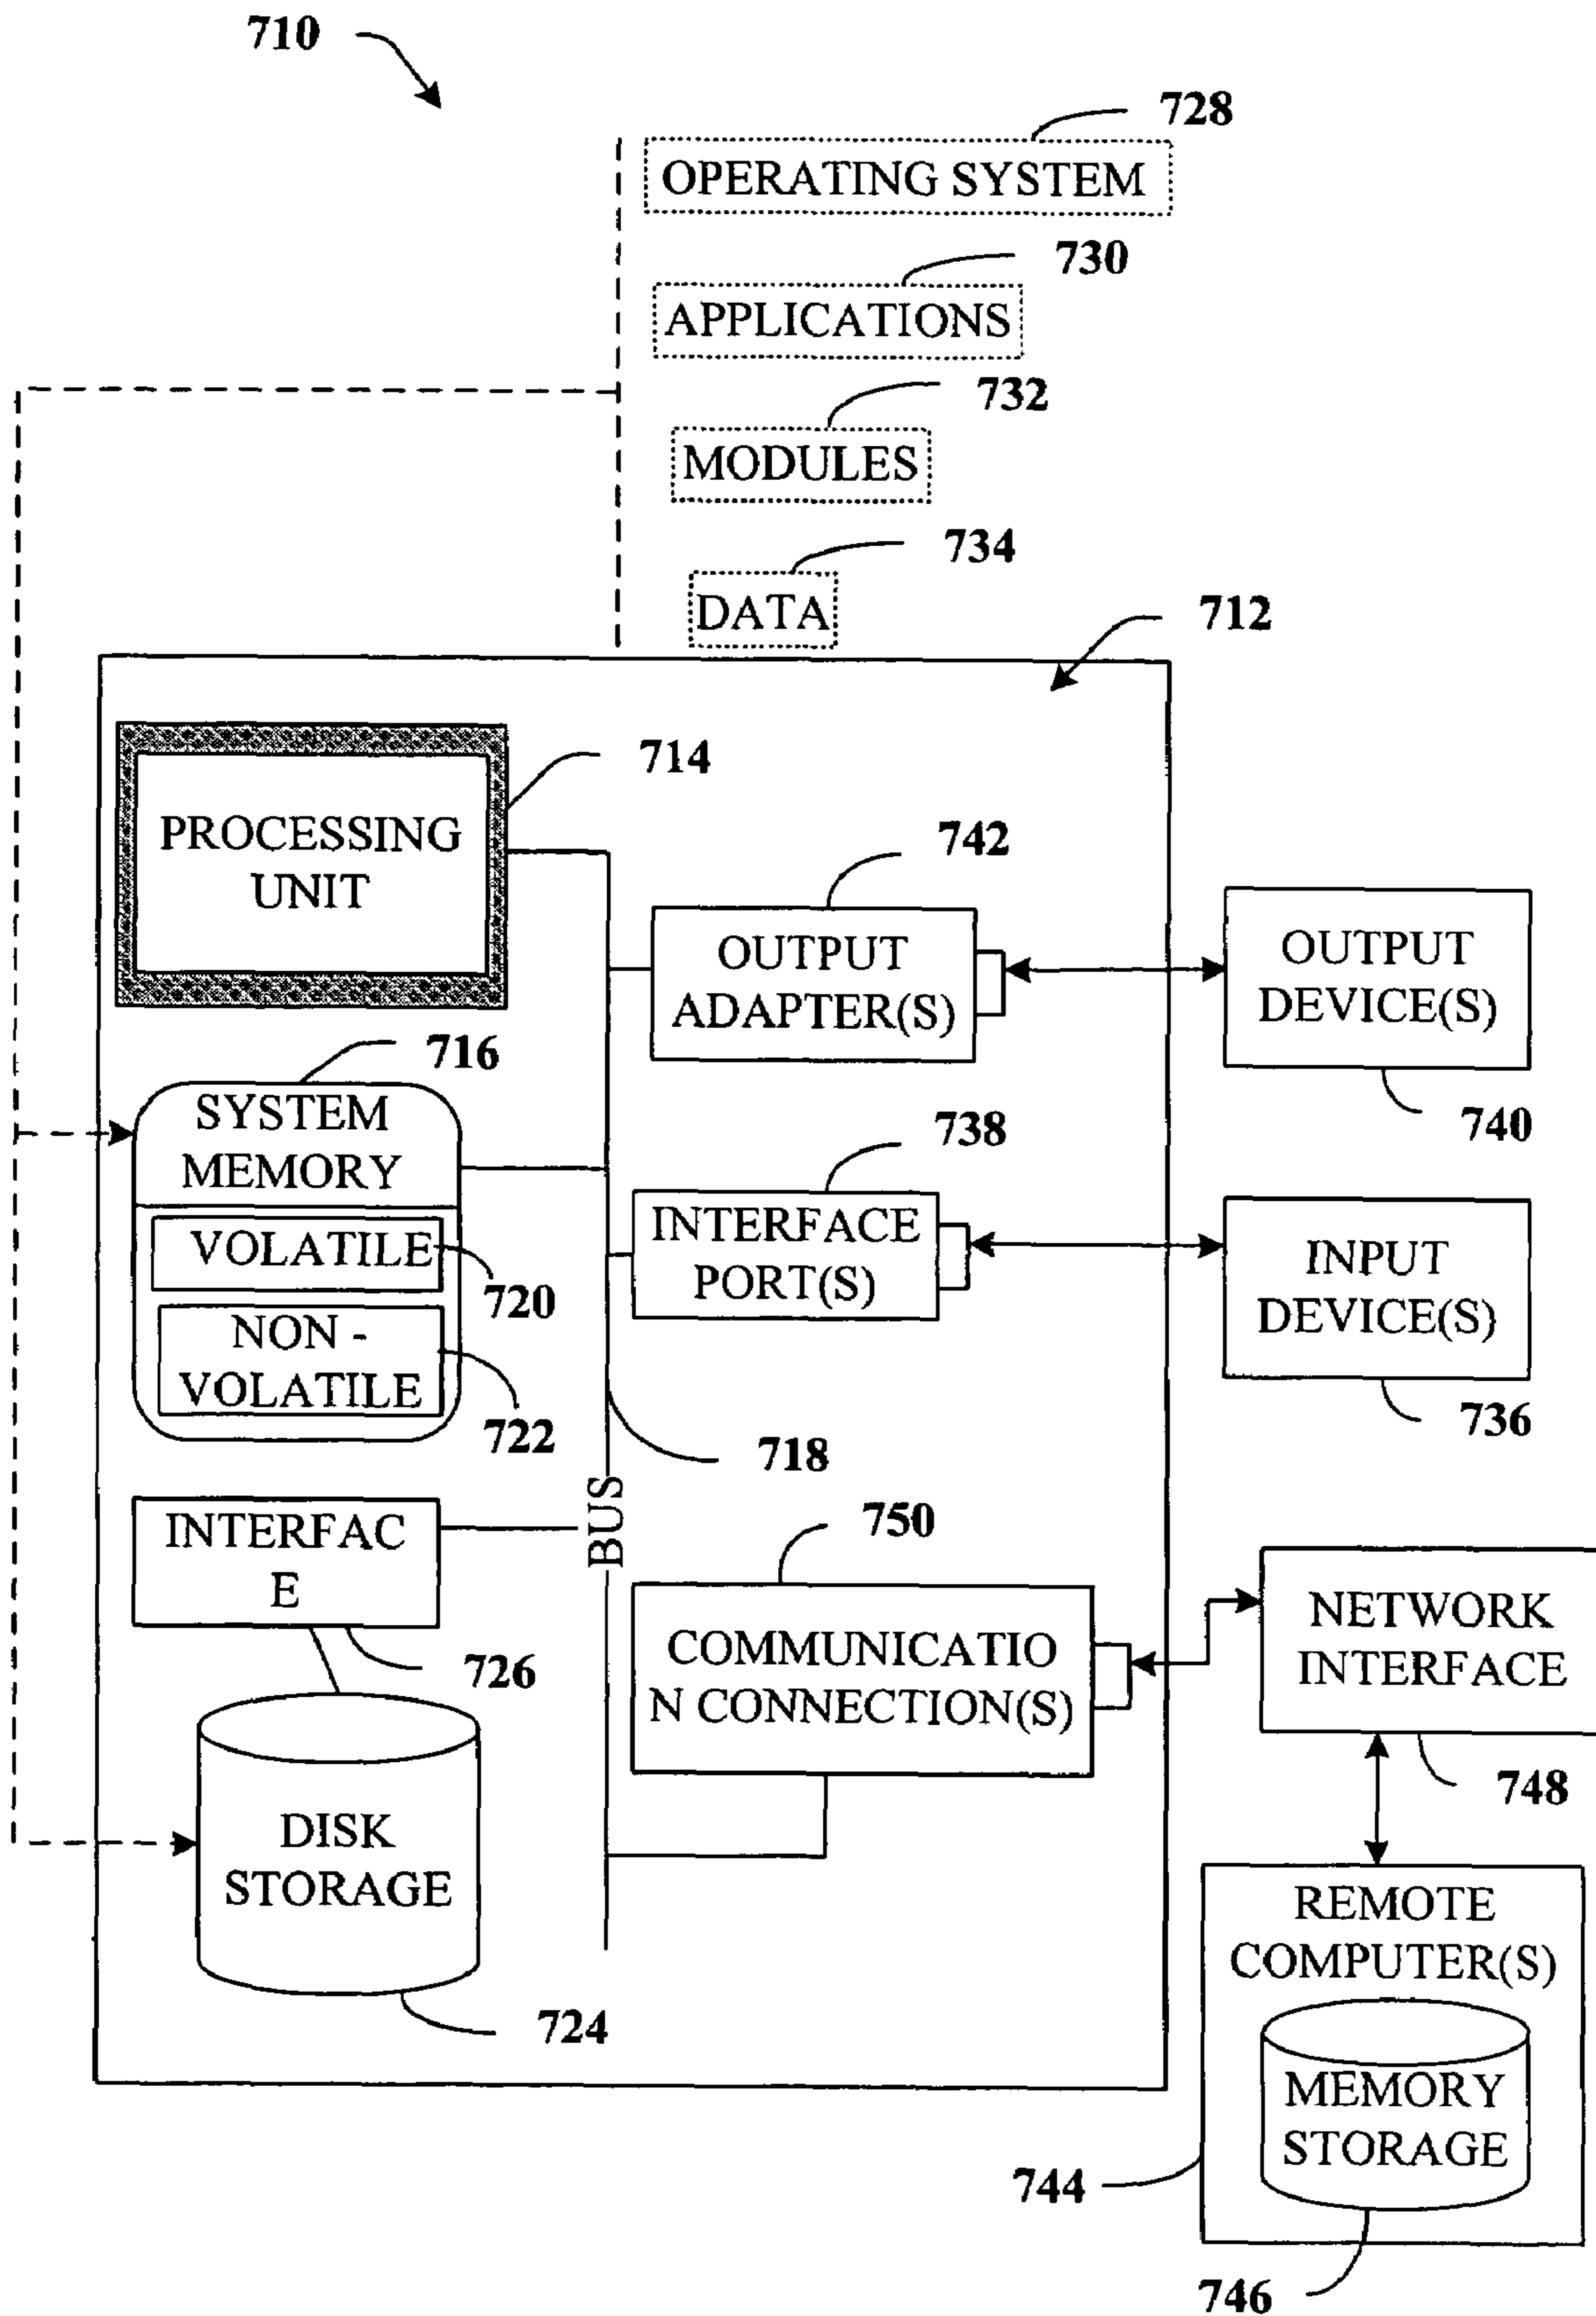 710
728
OPERATING SYSTEM
730
APPLICATIONS
732
MODULES
734
DATA
712
714
PROCESSING
UNIT
742
OUTPUT
ADAPTER(S)
OUTPUT
DEVICE(S)
740
716
SYSTEM
MEMORY
VOLATILE
720
NON -
VOLATILE
722
738
INTERFACE
PORT(S)
INPUT
DEVICE(S)
736
718
BUS
INTERFAC
E
726
750
COMMUNICATIO
N CONNECTION(S)
NETWORK
INTERFACE
748
DISK
STORAGE
724
REMOTE
COMPUTER(S)
MEMORY
STORAGE
744
746